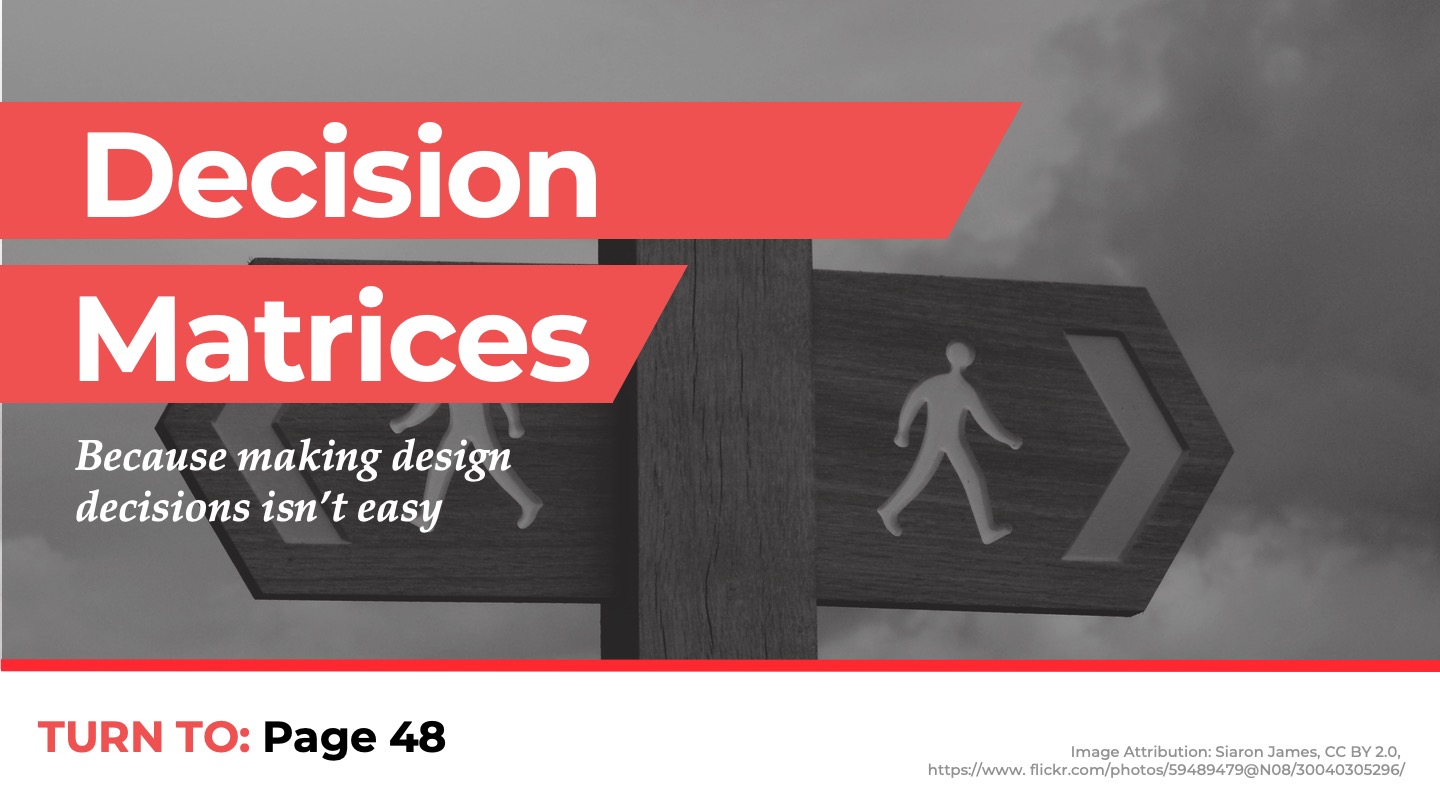 Decision
Matrices
Because making design
decisions isn’t easy
TURN TO: Page 48
Image Attribution: Siaron James, CC BY 2.0,
https://www. flickr.com/photos/59489479@N08/30040305296/